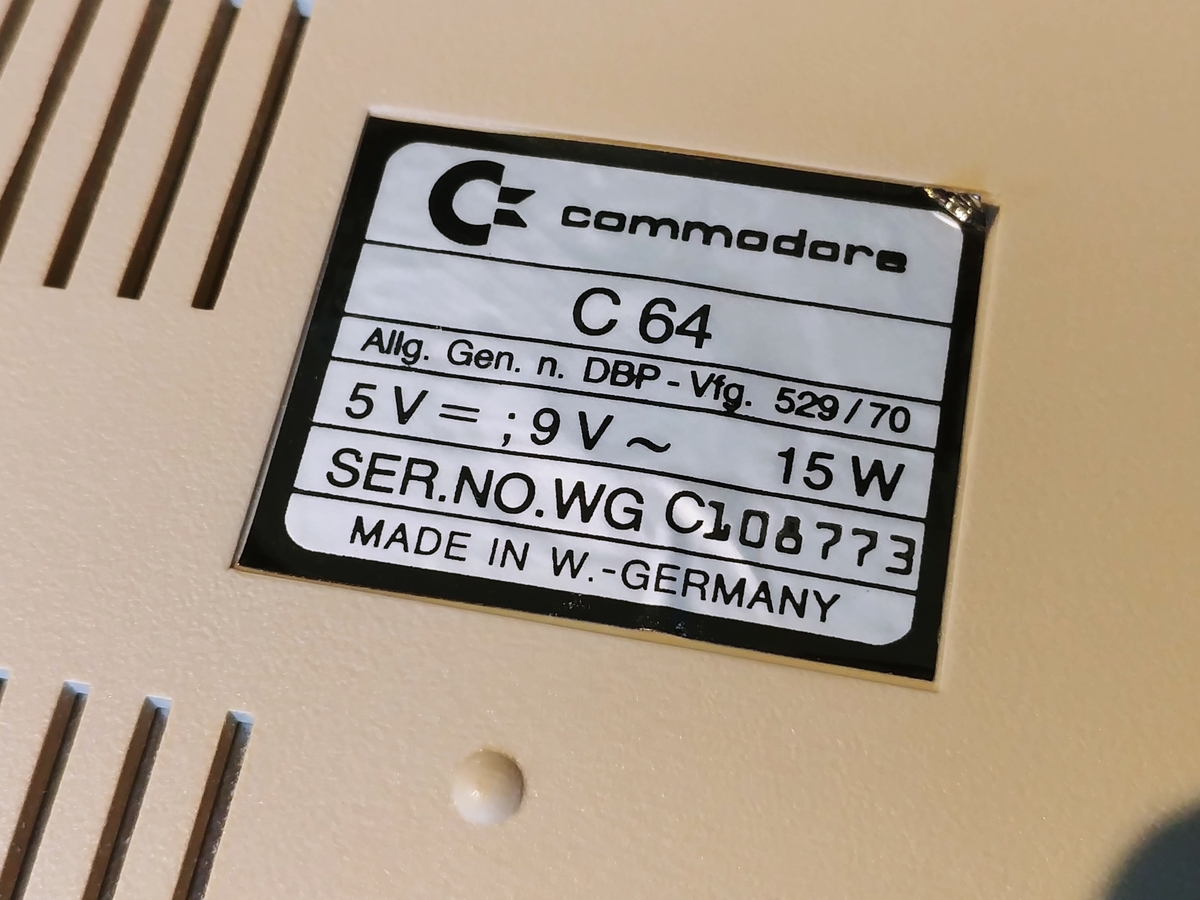 commodore
C 64
Allg. Gen. n. DBP - Vfg. 529/70
5 V = ; 9 V ~ 15 W
SER.NO.WG C108773
MADE IN W.-GERMANY